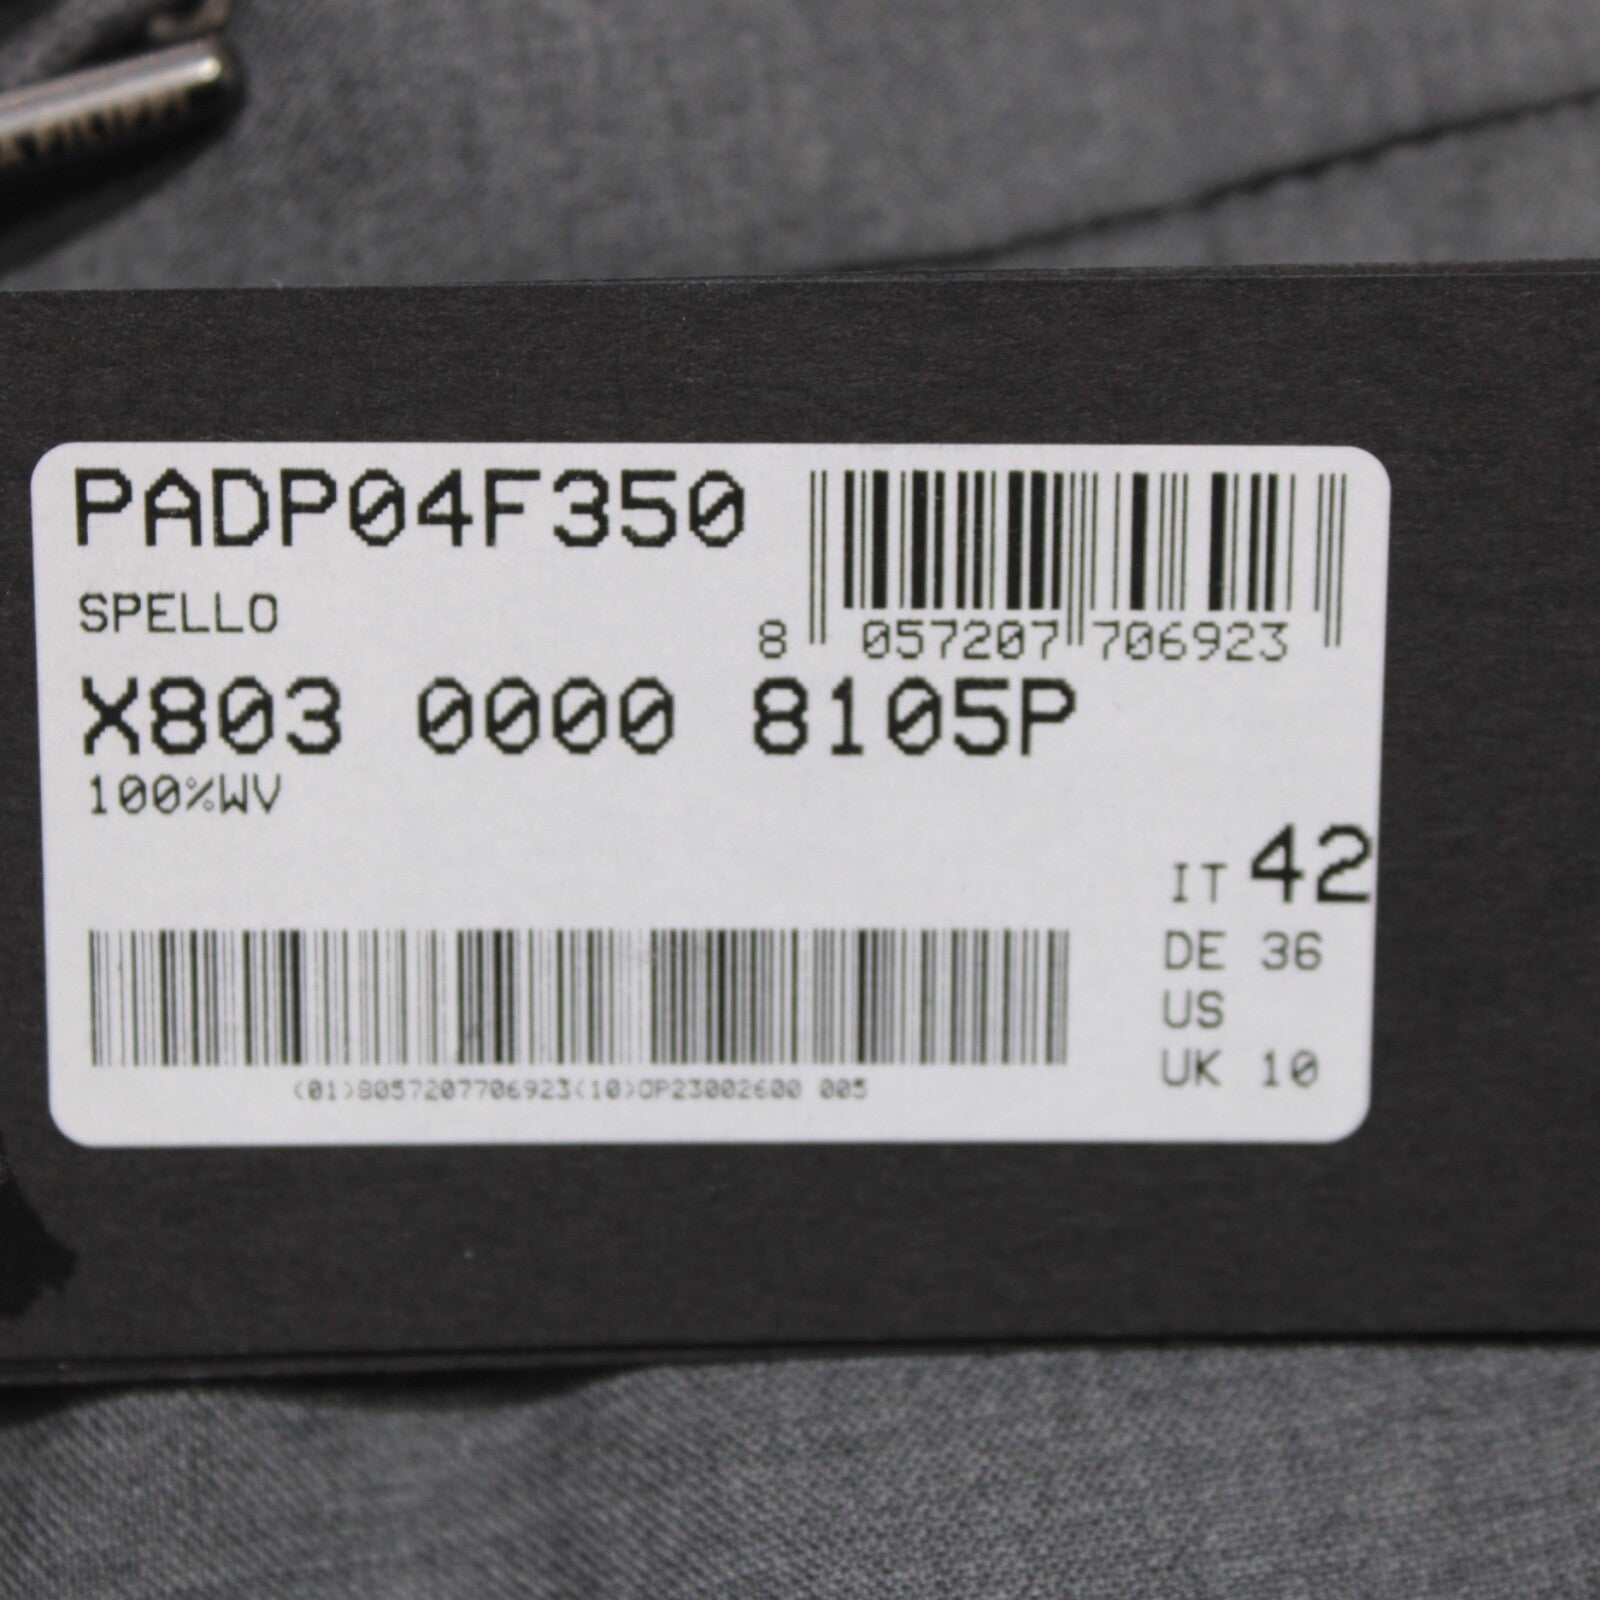 FILIPPI
PADP04F350
SPELLO
8 057207 706923
X803 0000 8105P
100%WV
IT 42
DE 36
US
UK 10
(01)8057207706923(10)OP23002600 005